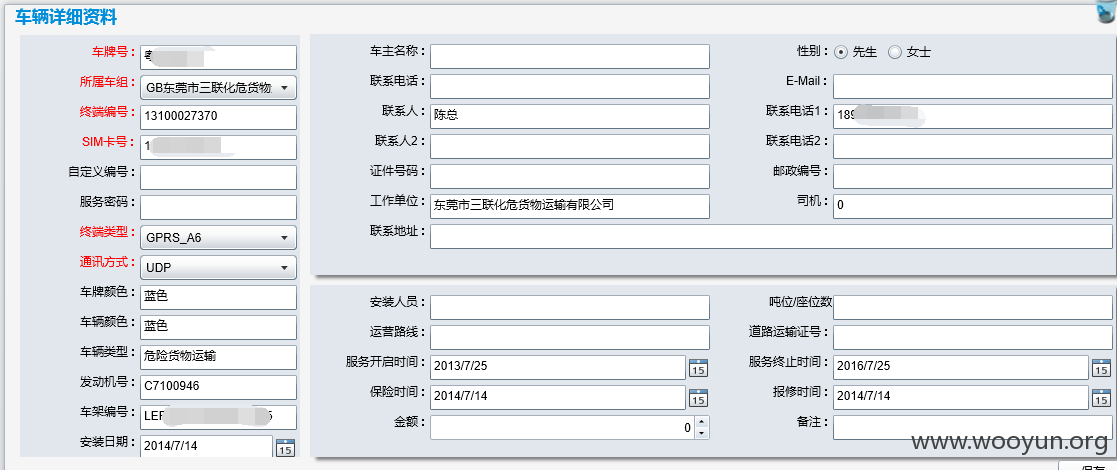 车辆详细资料
车牌号： 粤
所属车组： GB东莞市三联化危货物
终端编号： 13100027370
SIM卡号： 1
自定义编号：
服务密码：
终端类型： GPRS_A6
通讯方式： UDP
车牌颜色： 蓝色
车辆颜色： 蓝色
车辆类型： 危险货物运输
发动机号： C7100946
车架编号： LEF 5
安装日期： 2014/7/14 15
车主名称： 性别： 先生 女士
联系电话： E-Mail：
联系人： 陈总 联系电话1： 189
联系人2： 联系电话2：
证件号码： 邮政编号：
工作单位： 东莞市三联化危货物运输有限公司 司机： 0
联系地址：
安装人员： 吨位/座位数
运营路线： 道路运输证号：
服务开启时间： 2013/7/25 15 服务终止时间： 2016/7/25 15
保险时间： 2014/7/14 15 报修时间： 2014/7/14 15
金额： 0 备注：
www.wooyun.org